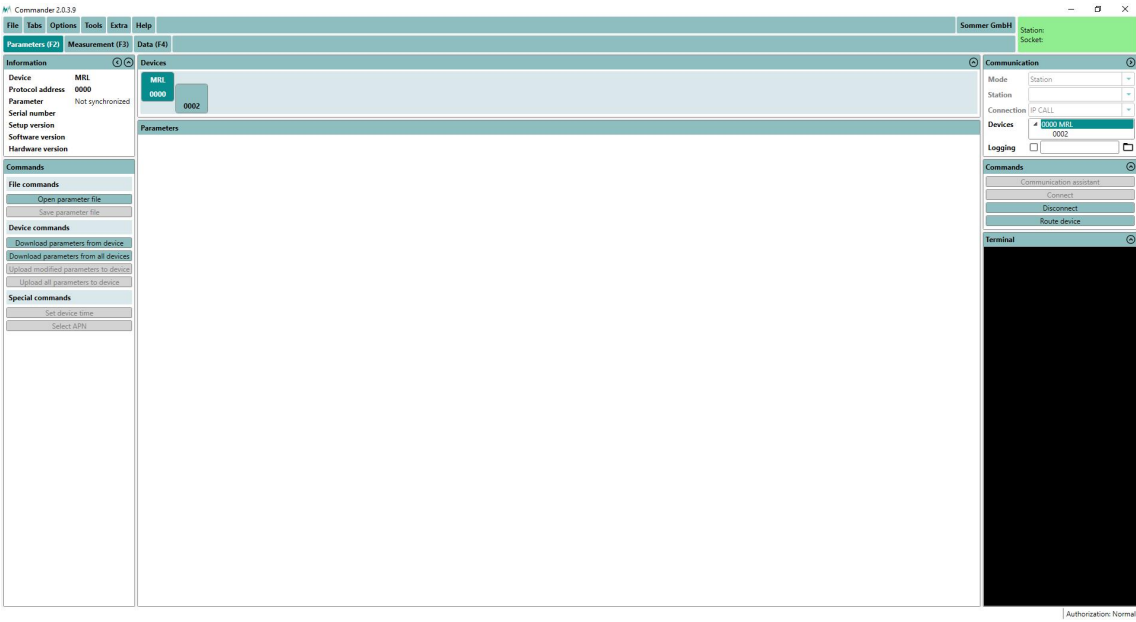 Commander 2.0.3.9
File Tabs Options Tools Extra Help
Sommer GmbH
Station:
Socket:
Parameters (F2) Measurement (F3) Data (F4)
Information
Device MRL
Protocol address 0000
Parameter Not synchronized
Serial number
Setup version
Software version
Hardware version
Commands
File commands
Open parameter file
Save parameter file
Device commands
Download parameters from device
Download parameters from all devices
Upload modified parameters to device
Upload all parameters to device
Special commands
Set device time
Select APN
Devices
MRL
0000
0002
Parameters
Communication
Mode Station
Station
Connection IP CALL
Devices 0000 MRL
0002
Logging
Commands
Communication assistant
Connect
Disconnect
Route device
Terminal
Authorization: Normal